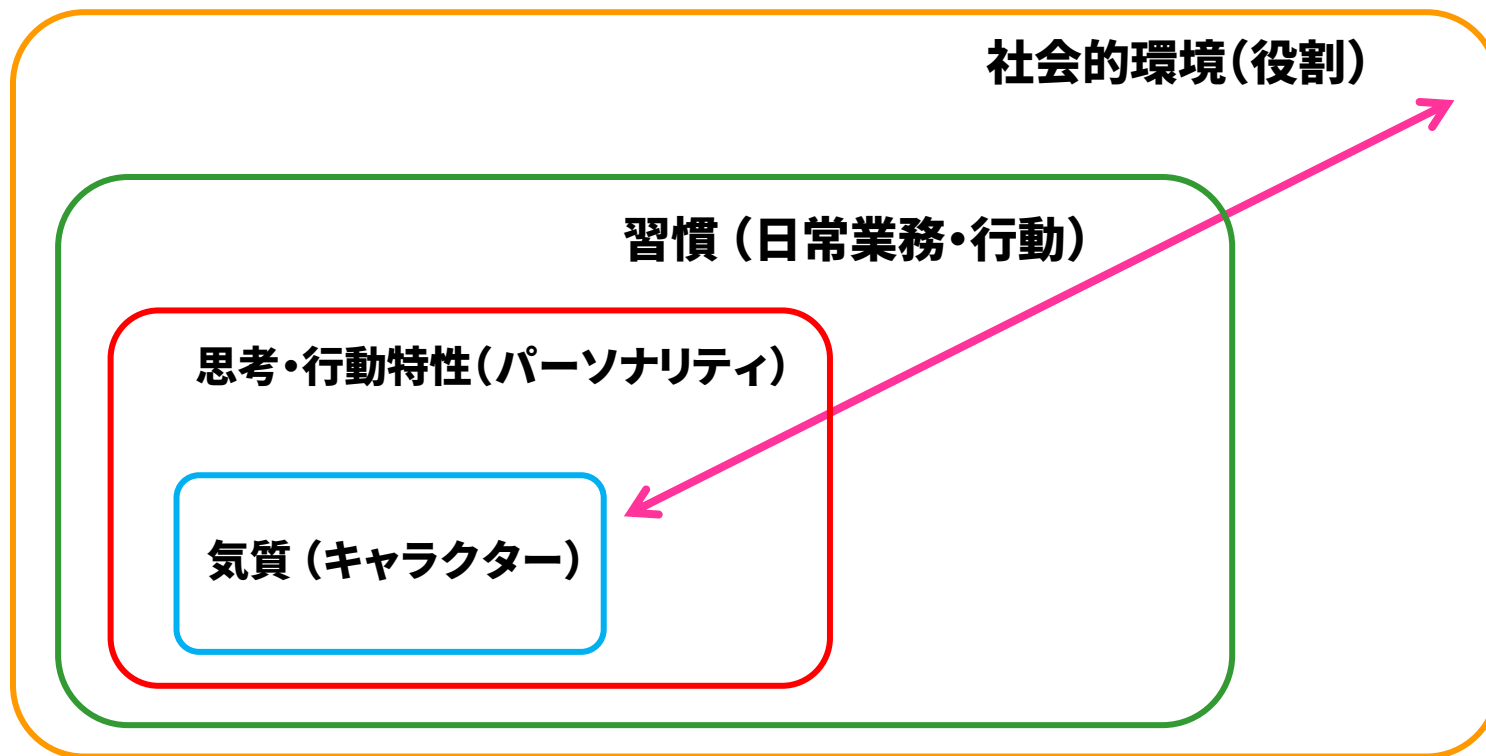 社会的環境(役割)
習慣 (日常業務・行動)
思考・行動特性(パーソナリティ)
気質 (キャラクター)